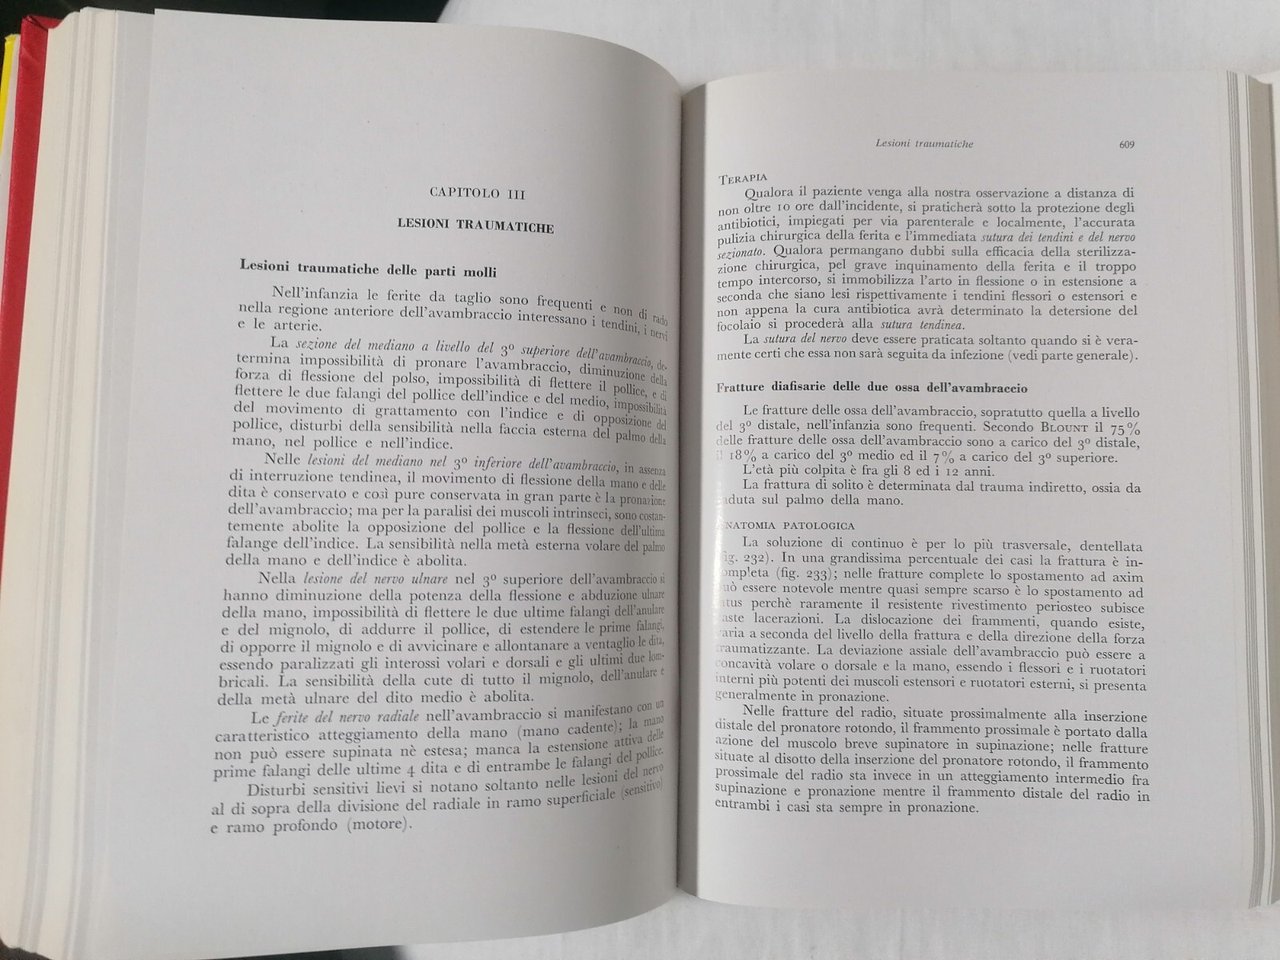 CAPITOLO III
LESIONI TRAUMATICHE
Lesioni traumatiche delle parti molli
Nell'infanzia le ferite da taglio sono frequenti e non di rado
nella regione anteriore dell'avambraccio interessano i tendini, i nervi
e le arterie.
La sezione del mediano a livello del 3º superiore dell'avambraccio, de-
termina impossibilità di pronare l'avambraccio, diminuzione della
forza di flessione del polso, impossibilità di flettere il pollice, e di
flettere le due falangi del pollice dell'indice e del medio, impossibilità
del movimento di grattamento con l'indice e di opposizione del
pollice, disturbi della sensibilità nella faccia esterna del palmo della
mano, nel pollice e nell'indice.
Nelle lesioni del mediano nel 3º inferiore dell'avambraccio, in assenza
di interruzione tendinea, il movimento di flessione della mano e delle
dita è conservato e così pure conservata in gran parte è la pronazione
dell'avambraccio; ma per la paralisi dei muscoli intrinseci, sono costan-
temente abolite la opposizione del pollice e la flessione dell'ultima
falange dell'indice. La sensibilità nella metà esterna volare del palmo
della mano e dell'indice è abolita.
Nella lesione del nervo ulnare nel 3º superiore dell'avambraccio si
hanno diminuzione della potenza della flessione e abduzione ulnare
della mano, impossibilità di flettere le due ultime falangi dell'anulare
e del mignolo, di addurre il pollice, di estendere le prime falangi,
di opporre il mignolo e di avvicinare e allontanare a ventaglio le dita,
essendo paralizzati gli interossi volari e dorsali e gli ultimi due lom-
bricali. La sensibilità della cute di tutto il mignolo, dell'anulare e
della metà ulnare del dito medio è abolita.
Le ferite del nervo radiale nell'avambraccio si manifestano con un
caratteristico atteggiamento della mano (mano cadente); la mano
non può essere supinata nè estesa; manca la estensione attiva delle
prime falangi delle ultime 4 dita e di entrambe le falangi del pollice.
Disturbi sensitivi lievi si notano soltanto nelle lesioni del nervo
al di sopra della divisione del radiale in ramo superficiale (sensitivo)
e ramo profondo (motore).
Lesioni traumatiche 609
TERAPIA
Qualora il paziente venga alla nostra osservazione a distanza di
non oltre 10 ore dall'incidente, si praticherà sotto la protezione degli
antibiotici, impiegati per via parenterale e localmente, l'accurata
pulizia chirurgica della ferita e l'immediata sutura dei tendini e del nervo
sezionato. Qualora permangano dubbi sulla efficacia della sterilizza-
zione chirurgica, pel grave inquinamento della ferita e il troppo
tempo intercorso, si immobilizza l'arto in flessione o in estensione a
seconda che siano lesi rispettivamente i tendini flessori o estensori e
non appena la cura antibiotica avrà determinato la detersione del
focolaio si procederà alla sutura tendinea.
La sutura del nervo deve essere praticata soltanto quando si è vera-
mente certi che essa non sarà seguita da infezione (vedi parte generale).
Fratture diafisarie delle due ossa dell'avambraccio
Le fratture delle ossa dell'avambraccio, sopratutto quella a livello
del 3º distale, nell'infanzia sono frequenti. Secondo BLOUNT il 75%
delle fratture delle ossa dell'avambraccio sono a carico del 3º distale,
il 18% a carico del 3º medio ed il 7% a carico del 3º superiore.
L'età più colpita è fra gli 8 ed i 12 anni.
La frattura di solito è determinata dal trauma indiretto, ossia da
caduta sul palmo della mano.
ANATOMIA PATOLOGICA
La soluzione di continuo è per lo più trasversale, dentellata
(fig. 232). In una grandissima percentuale dei casi la frattura è in-
completa (fig. 233); nelle fratture complete lo spostamento ad axim
può essere notevole mentre quasi sempre scarso è lo spostamento ad
latus perchè raramente il resistente rivestimento periosteo subisce
vaste lacerazioni. La dislocazione dei frammenti, quando esiste,
varia a seconda del livello della frattura e della direzione della forza
traumatizzante. La deviazione assiale dell'avambraccio può essere a
concavità volare o dorsale e la mano, essendo i flessori e i ruotatori
interni più potenti dei muscoli estensori e ruotatori esterni, si presenta
generalmente in pronazione.
Nelle fratture del radio, situate prossimalmente alla inserzione
distale del pronatore rotondo, il frammento prossimale è portato dalla
azione del muscolo breve supinatore in supinazione; nelle fratture
situate al disotto della inserzione del pronatore rotondo, il frammento
prossimale del radio sta invece in un atteggiamento intermedio fra
supinazione e pronazione mentre il frammento distale del radio in
entrambi i casi sta sempre in pronazione.